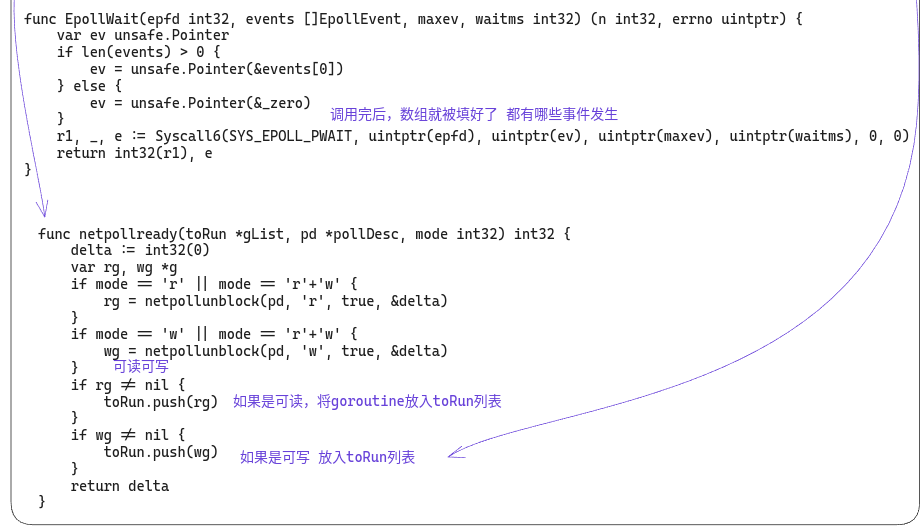 func EpollWait(epfd int32, events []EpollEvent, maxev, waitms int32) (n int32, errno uintptr) {
    var ev unsafe.Pointer
    if len(events) > 0 {
        ev = unsafe.Pointer(&events[0])
    } else {
        ev = unsafe.Pointer(&_zero)
    }
调用完后，数组就被填好了 都有哪些事件发生
    r1, _, e := Syscall6(SYS_EPOLL_PWAIT, uintptr(epfd), uintptr(ev), uintptr(maxev), uintptr(waitms), 0, 0)
    return int32(r1), e
}
func netpollready(toRun *gList, pd *pollDesc, mode int32) int32 {
    delta := int32(0)
    var rg, wg *g
    if mode == 'r' || mode == 'r'+'w' {
        rg = netpollunblock(pd, 'r', true, &delta)
    }
    if mode == 'w' || mode == 'r'+'w' {
        wg = netpollunblock(pd, 'w', true, &delta)
    } 可读可写
    if rg != nil {
        toRun.push(rg) 如果是可读，将goroutine放入toRun列表
    }
    if wg != nil {
        toRun.push(wg) 如果是可写 放入toRun列表
    }
    return delta
}